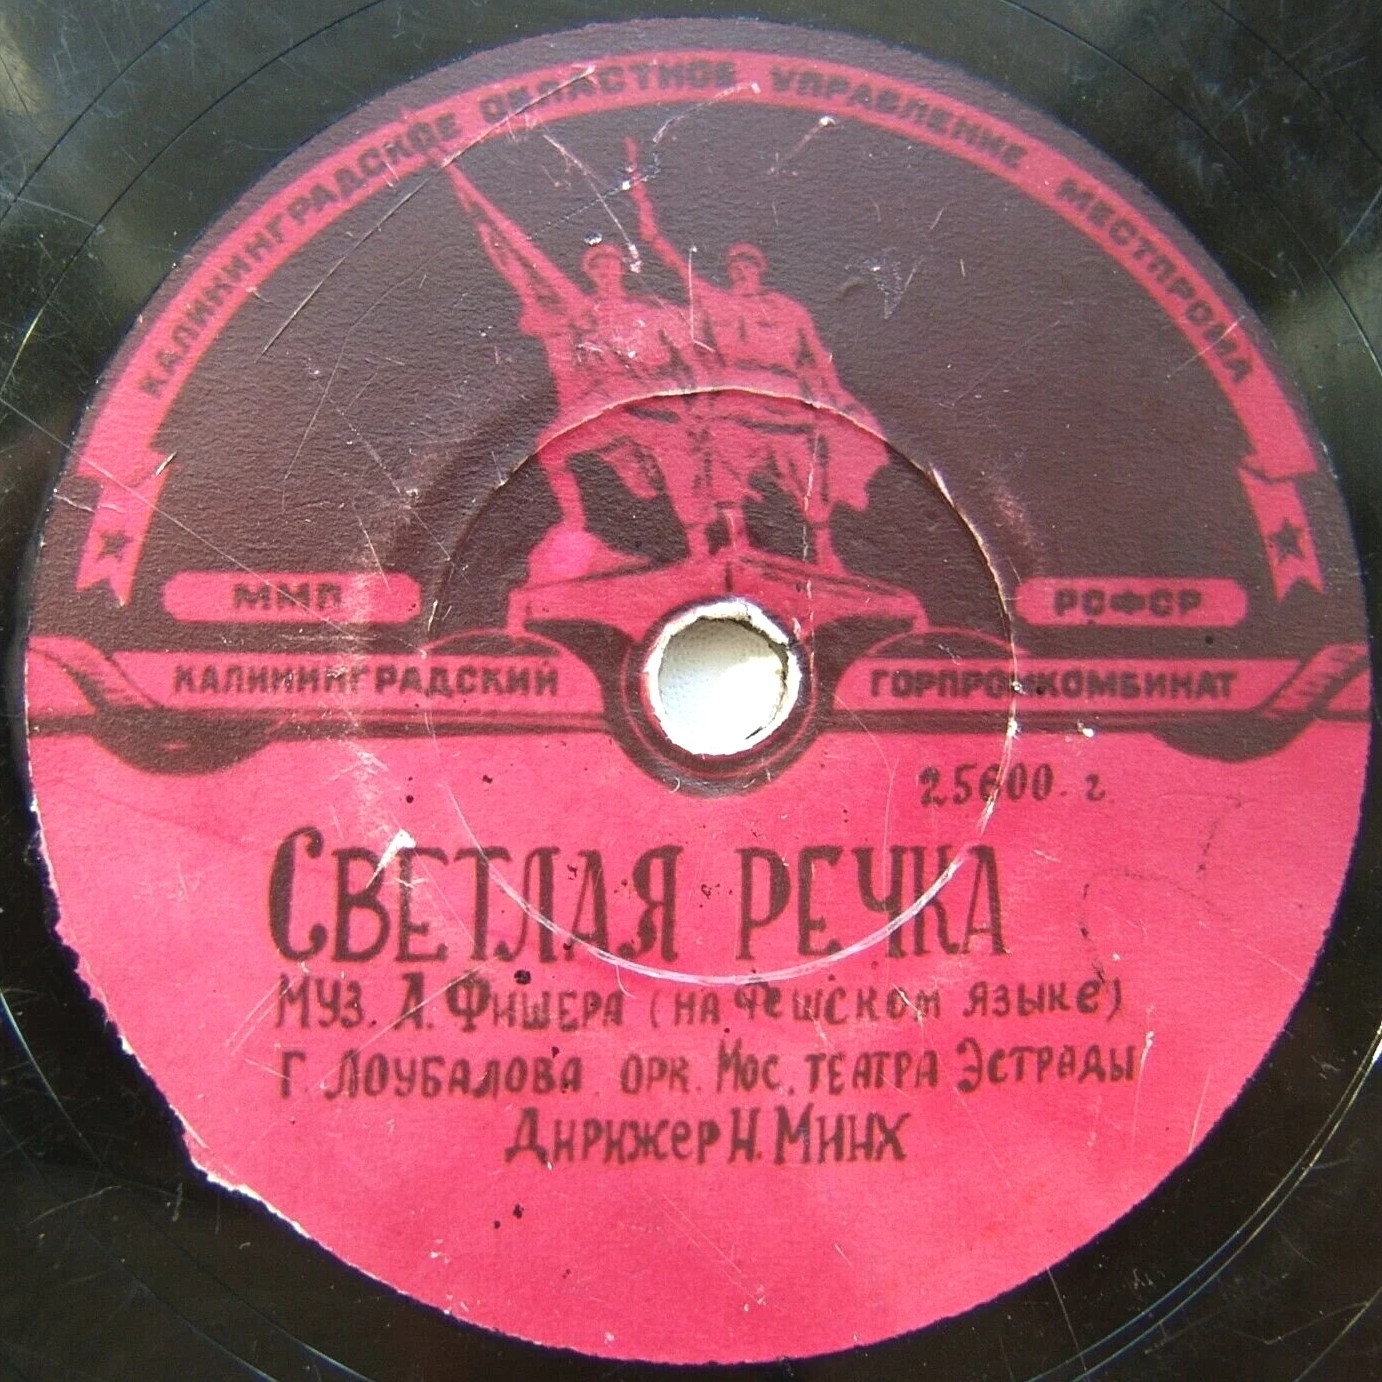 КАЛИНИНГРАДСКОЕ ОБЛАСТНОЕ УПРАВЛЕНИЕ МЕСТПРОМА
ММП РСФСР
КАЛИНИНГРАДСКИЙ ГОРПРОМКОМБИНАТ
25600. г.
СВЕТЛАЯ РЕЧКА
МУЗ. А. ФИШЕРА (НА ЧЕШСКОМ ЯЗЫКЕ)
Г. ЛОУБАЛОВА ОРК. МОС. ТЕАТРА ЭСТРАДЫ
ДИРИЖЕР Н. МИНХ